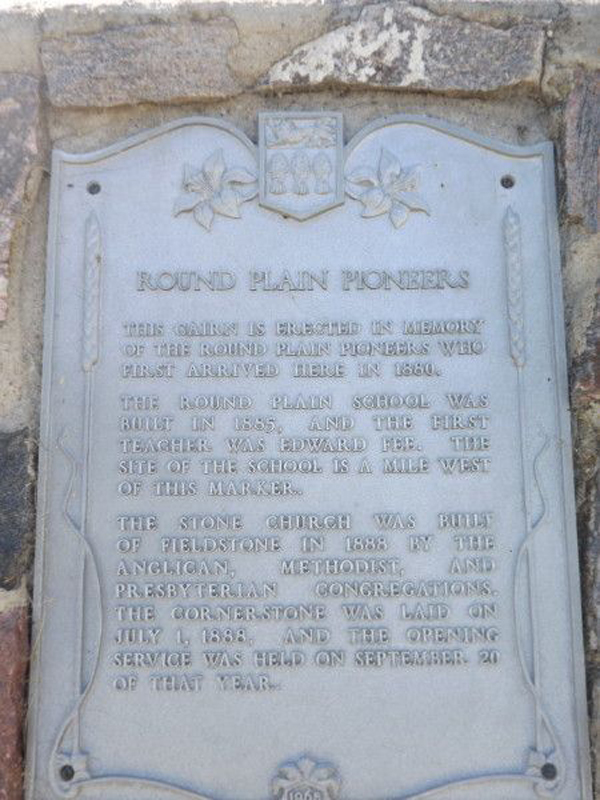 ROUND PLAIN PIONEERS
THIS CAIRN IS ERECTED IN MEMORY
OF THE ROUND PLAIN PIONEERS WHO
FIRST ARRIVED HERE IN 1880.
THE ROUND PLAIN SCHOOL WAS
BUILT IN 1885, AND THE FIRST
TEACHER WAS EDWARD FEE. THE
SITE OF THE SCHOOL IS A MILE WEST
OF THIS MARKER.
THE STONE CHURCH WAS BUILT
OF FIELDSTONE IN 1888 BY THE
ANGLICAN, METHODIST, AND
PRESBYTERIAN CONGREGATIONS.
THE CORNERSTONE WAS LAID ON
JULY 1, 1888, AND THE OPENING
SERVICE WAS HELD ON SEPTEMBER 20
OF THAT YEAR.